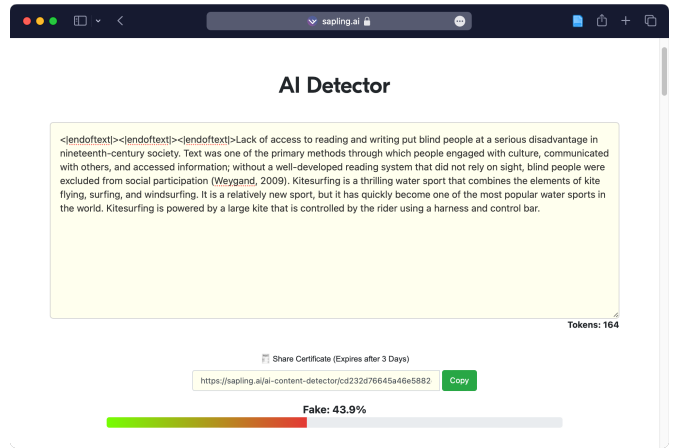 sapling.ai
AI Detector
<|endoftext|><|endoftext|><|endoftext|>Lack of access to reading and writing put blind people at a serious disadvantage in
nineteenth-century society. Text was one of the primary methods through which people engaged with culture, communicated
with others, and accessed information; without a well-developed reading system that did not rely on sight, blind people were
excluded from social participation (Weygand, 2009). Kitesurfing is a thrilling water sport that combines the elements of kite
flying, surfing, and windsurfing. It is a relatively new sport, but it has quickly become one of the most popular water sports in
the world. Kitesurfing is powered by a large kite that is controlled by the rider using a harness and control bar.
Tokens: 164
Share Certificate (Expires after 3 Days)
https://sapling.ai/ai-content-detector/cd232d76645a46e5882
Copy
Fake: 43.9%